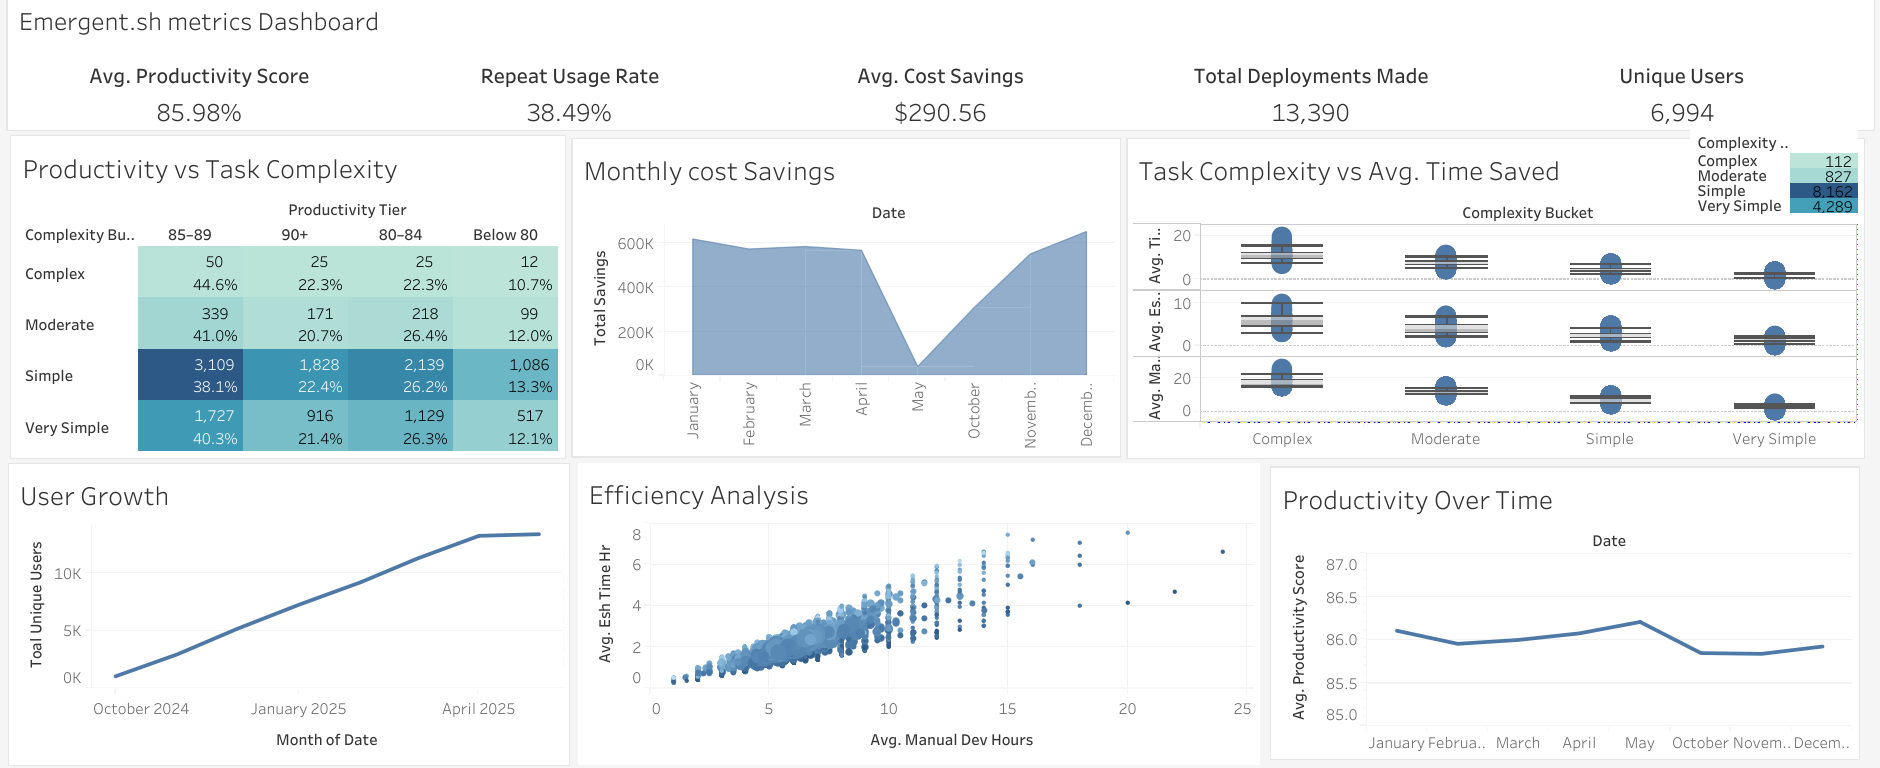 Emergent.sh metrics Dashboard
Avg. Productivity Score
85.98%
Repeat Usage Rate
38.49%
Avg. Cost Savings
$290.56
Total Deployments Made
13,390
Unique Users
6,994
Productivity vs Task Complexity
Productivity Tier
Complexity Bu.. 85–89 90+ 80–84 Below 80
Complex
50 25 25 12
44.6% 22.3% 22.3% 10.7%
Moderate
339 171 218 99
41.0% 20.7% 26.4% 12.0%
Simple
3,109 1,828 2,139 1,086
38.1% 22.4% 26.2% 13.3%
Very Simple
1,727 916 1,129 517
40.3% 21.4% 26.3% 12.1%
Monthly cost Savings
Date
Total Savings
600K
400K
200K
0K
January
February
March
April
May
October
Novemb..
Decemb..
Task Complexity vs Avg. Time Saved
Complexity ..
Complex 112
Moderate 827
Simple 8,162
Very Simple 4,289
Complexity Bucket
Avg. Ti..
20
0
Avg. Es..
10
0
Avg. Ma..
20
0
Complex Moderate Simple Very Simple
User Growth
Toal Unique Users
10K
5K
0K
October 2024 January 2025 April 2025
Month of Date
Efficiency Analysis
Avg. Esh Time Hr
8
6
4
2
0
0 5 10 15 20 25
Avg. Manual Dev Hours
Productivity Over Time
Date
Avg. Productivity Score
87.0
86.5
86.0
85.5
85.0
January Februa.. March April May October Novem.. Decem..